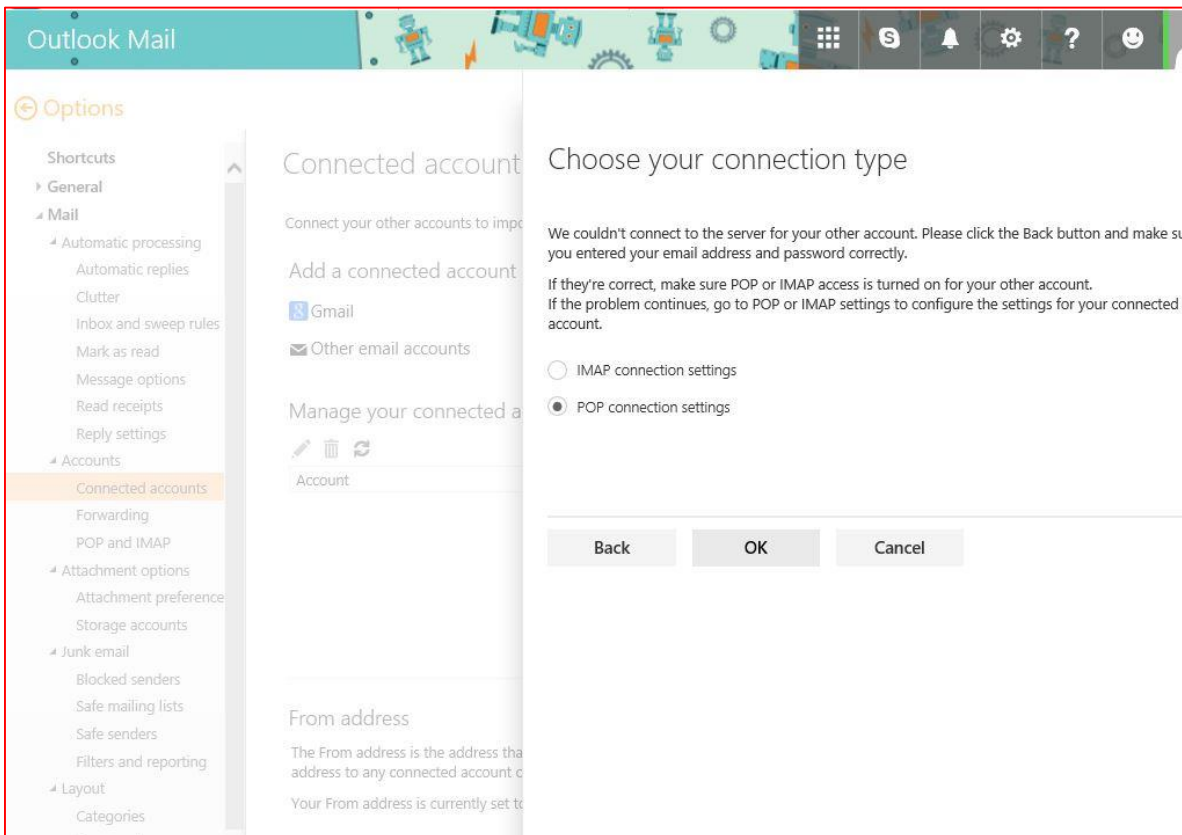 Outlook Mail
Options
Shortcuts
General
Mail
Automatic processing
Automatic replies
Clutter
Inbox and sweep rules
Mark as read
Message options
Read receipts
Reply settings
Accounts
Connected accounts
Forwarding
POP and IMAP
Attachment options
Attachment preference
Storage accounts
Junk email
Blocked senders
Safe mailing lists
Safe senders
Filters and reporting
Layout
Categories
Connected account
Connect your other accounts to impo
Add a connected account
Gmail
Other email accounts
Manage your connected a
Account
From address
The From address is the address tha
address to any connected account c
Your From address is currently set to
Choose your connection type
We couldn't connect to the server for your other account. Please click the Back button and make su
you entered your email address and password correctly.
If they're correct, make sure POP or IMAP access is turned on for your other account.
If the problem continues, go to POP or IMAP settings to configure the settings for your connected
account.
IMAP connection settings
POP connection settings
Back OK Cancel